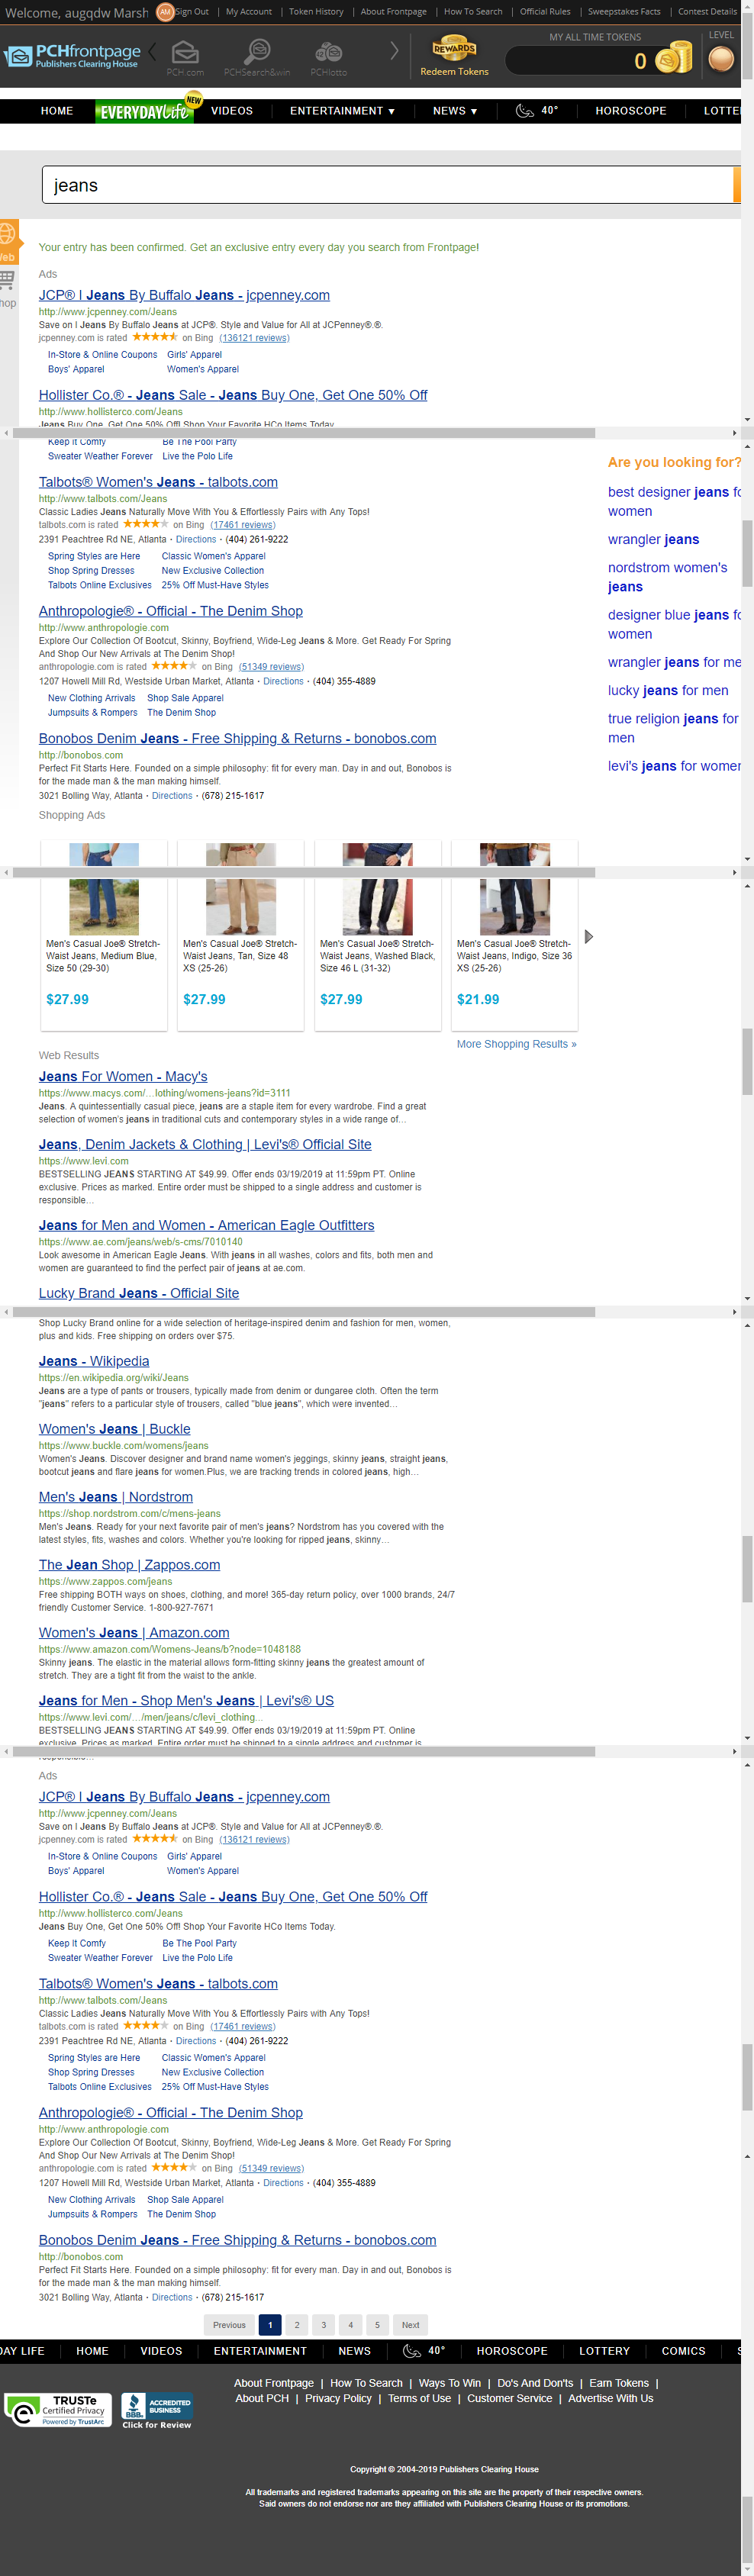 Welcome, augqdw Marsh
AM
Sign Out | My Account | Token History | About Frontpage | How To Search | Official Rules | Sweepstakes Facts | Contest Details
PCHfrontpage
Publishers Clearing House
PCH.com
PCHSearch&win
PCHlotto
REWARDS
Redeem Tokens
MY ALL TIME TOKENS
0
LEVEL
HOME
EVERYDAY Life
NEW
VIDEOS
ENTERTAINMENT ▼
NEWS ▼
40°
HOROSCOPE
LOTTE
jeans
Web
hop
Your entry has been confirmed. Get an exclusive entry every day you search from Frontpage!
Ads
JCP® I Jeans By Buffalo Jeans - jcpenney.com
http://www.jcpenney.com/Jeans
Save on I Jeans By Buffalo Jeans at JCP®. Style and Value for All at JCPenney®.®.
jcpenney.com is rated on Bing (136121 reviews)
In-Store & Online Coupons Girls' Apparel
Boys' Apparel Women's Apparel
Hollister Co.® - Jeans Sale - Jeans Buy One, Get One 50% Off
http://www.hollisterco.com/Jeans
Jeans Buy One, Get One 50% Off! Shop Your Favorite HCo Items Today.
Keep It Comfy Be The Pool Party
Sweater Weather Forever Live the Polo Life
Talbots® Women's Jeans - talbots.com
http://www.talbots.com/Jeans
Classic Ladies Jeans Naturally Move With You & Effortlessly Pairs with Any Tops!
talbots.com is rated on Bing (17461 reviews)
2391 Peachtree Rd NE, Atlanta · Directions · (404) 261-9222
Spring Styles are Here Classic Women's Apparel
Shop Spring Dresses New Exclusive Collection
Talbots Online Exclusives 25% Off Must-Have Styles
Anthropologie® - Official - The Denim Shop
http://www.anthropologie.com
Explore Our Collection Of Bootcut, Skinny, Boyfriend, Wide-Leg Jeans & More. Get Ready For Spring
And Shop Our New Arrivals at The Denim Shop!
anthropologie.com is rated on Bing (51349 reviews)
1207 Howell Mill Rd, Westside Urban Market, Atlanta · Directions · (404) 355-4889
New Clothing Arrivals Shop Sale Apparel
Jumpsuits & Rompers The Denim Shop
Bonobos Denim Jeans - Free Shipping & Returns - bonobos.com
http://bonobos.com
Perfect Fit Starts Here. Founded on a simple philosophy: fit for every man. Day in and out, Bonobos is
for the made man & the man making himself.
3021 Bolling Way, Atlanta · Directions · (678) 215-1617
Are you looking for?
best designer jeans fo
women
wrangler jeans
nordstrom women's
jeans
designer blue jeans fo
women
wrangler jeans for me
lucky jeans for men
true religion jeans for
men
levi's jeans for women
Shopping Ads
Men's Casual Joe® Stretch-
Waist Jeans, Medium Blue,
Size 50 (29-30)
$27.99
Men's Casual Joe® Stretch-
Waist Jeans, Tan, Size 48
XS (25-26)
$27.99
Men's Casual Joe® Stretch-
Waist Jeans, Washed Black,
Size 46 L (31-32)
$27.99
Men's Casual Joe® Stretch-
Waist Jeans, Indigo, Size 36
XS (25-26)
$21.99
More Shopping Results »
Web Results
Jeans For Women - Macy's
https://www.macys.com/...lothing/womens-jeans?id=3111
Jeans. A quintessentially casual piece, jeans are a staple item for every wardrobe. Find a great
selection of women's jeans in traditional cuts and contemporary styles in a wide range of...
Jeans, Denim Jackets & Clothing | Levi's® Official Site
https://www.levi.com
BESTSELLING JEANS STARTING AT $49.99. Offer ends 03/19/2019 at 11:59pm PT. Online
exclusive. Prices as marked. Entire order must be shipped to a single address and customer is
responsible...
Jeans for Men and Women - American Eagle Outfitters
https://www.ae.com/jeans/web/s-cms/7010140
Look awesome in American Eagle Jeans. With jeans in all washes, colors and fits, both men and
women are guaranteed to find the perfect pair of jeans at ae.com.
Lucky Brand Jeans - Official Site
Shop Lucky Brand online for a wide selection of heritage-inspired denim and fashion for men, women,
plus and kids. Free shipping on orders over $75.
Jeans - Wikipedia
https://en.wikipedia.org/wiki/Jeans
Jeans are a type of pants or trousers, typically made from denim or dungaree cloth. Often the term
"jeans" refers to a particular style of trousers, called "blue jeans", which were invented...
Women's Jeans | Buckle
https://www.buckle.com/womens/jeans
Women's Jeans. Discover designer and brand name women's jeggings, skinny jeans, straight jeans,
bootcut jeans and flare jeans for women.Plus, we are tracking trends in colored jeans, high...
Men's Jeans | Nordstrom
https://shop.nordstrom.com/c/mens-jeans
Men's Jeans. Ready for your next favorite pair of men's jeans? Nordstrom has you covered with the
latest styles, fits, washes and colors. Whether you're looking for ripped jeans, skinny...
The Jean Shop | Zappos.com
https://www.zappos.com/jeans
Free shipping BOTH ways on shoes, clothing, and more! 365-day return policy, over 1000 brands, 24/7
friendly Customer Service. 1-800-927-7671
Women's Jeans | Amazon.com
https://www.amazon.com/Womens-Jeans/b?node=1048188
Skinny jeans. The elastic in the material allows form-fitting skinny jeans the greatest amount of
stretch. They are a tight fit from the waist to the ankle.
Jeans for Men - Shop Men's Jeans | Levi's® US
https://www.levi.com/.../men/jeans/c/levi_clothing...
BESTSELLING JEANS STARTING AT $49.99. Offer ends 03/19/2019 at 11:59pm PT. Online
exclusive. Prices as marked. Entire order must be shipped to a single address and customer is
responsible...
Ads
JCP® I Jeans By Buffalo Jeans - jcpenney.com
http://www.jcpenney.com/Jeans
Save on I Jeans By Buffalo Jeans at JCP®. Style and Value for All at JCPenney®.®.
jcpenney.com is rated on Bing (136121 reviews)
In-Store & Online Coupons Girls' Apparel
Boys' Apparel Women's Apparel
Hollister Co.® - Jeans Sale - Jeans Buy One, Get One 50% Off
http://www.hollisterco.com/Jeans
Jeans Buy One, Get One 50% Off! Shop Your Favorite HCo Items Today.
Keep It Comfy Be The Pool Party
Sweater Weather Forever Live the Polo Life
Talbots® Women's Jeans - talbots.com
http://www.talbots.com/Jeans
Classic Ladies Jeans Naturally Move With You & Effortlessly Pairs with Any Tops!
talbots.com is rated on Bing (17461 reviews)
2391 Peachtree Rd NE, Atlanta · Directions · (404) 261-9222
Spring Styles are Here Classic Women's Apparel
Shop Spring Dresses New Exclusive Collection
Talbots Online Exclusives 25% Off Must-Have Styles
Anthropologie® - Official - The Denim Shop
http://www.anthropologie.com
Explore Our Collection Of Bootcut, Skinny, Boyfriend, Wide-Leg Jeans & More. Get Ready For Spring
And Shop Our New Arrivals at The Denim Shop!
anthropologie.com is rated on Bing (51349 reviews)
1207 Howell Mill Rd, Westside Urban Market, Atlanta · Directions · (404) 355-4889
New Clothing Arrivals Shop Sale Apparel
Jumpsuits & Rompers The Denim Shop
Bonobos Denim Jeans - Free Shipping & Returns - bonobos.com
http://bonobos.com
Perfect Fit Starts Here. Founded on a simple philosophy: fit for every man. Day in and out, Bonobos is
for the made man & the man making himself.
3021 Bolling Way, Atlanta · Directions · (678) 215-1617
Previous 1 2 3 4 5 Next
DAY LIFE HOME VIDEOS ENTERTAINMENT NEWS 40° HOROSCOPE LOTTERY COMICS S
About Frontpage | How To Search | Ways To Win | Do's And Don'ts | Earn Tokens |
About PCH | Privacy Policy | Terms of Use | Customer Service | Advertise With Us
TRUSTe
Certified Privacy
Powered by TrustArc
BBB
ACCREDITED
BUSINESS
Click for Review
Copyright © 2004-2019 Publishers Clearing House
All trademarks and registered trademarks appearing on this site are the property of their respective owners.
Said owners do not endorse nor are they affiliated with Publishers Clearing House or its promotions.